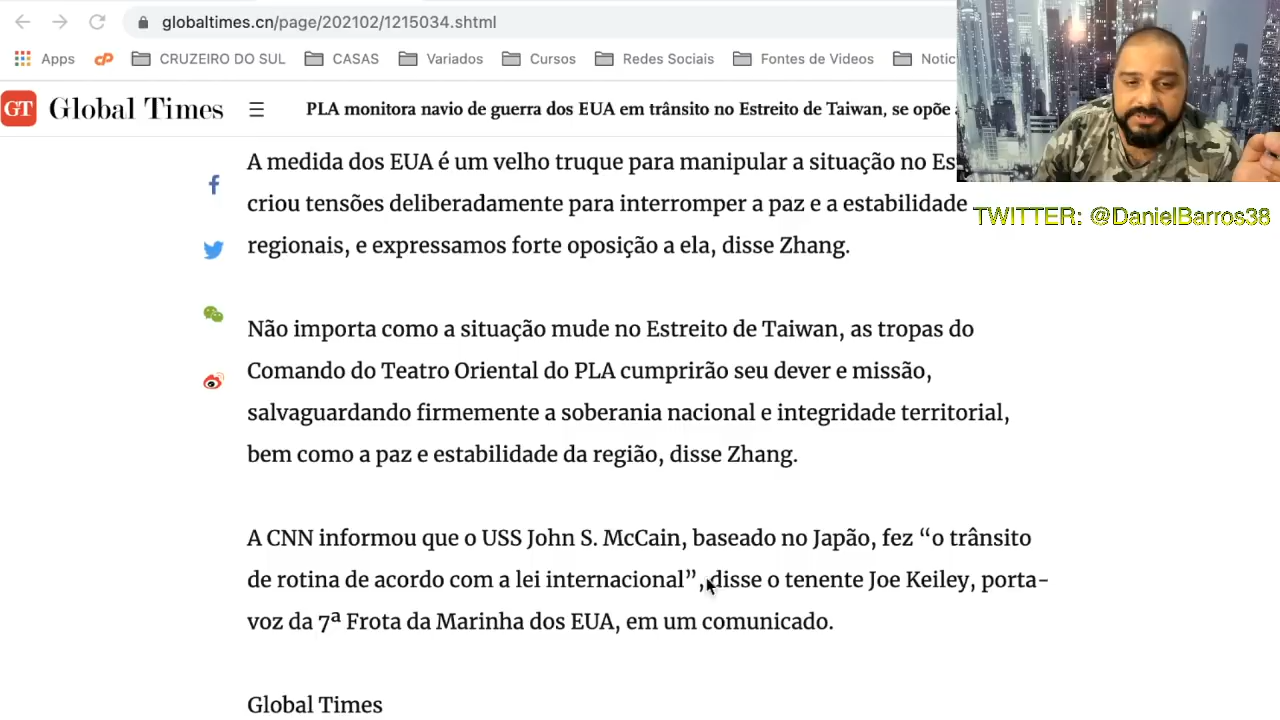 globaltimes.cn/page/202102/1215034.shtml
Apps
CRUZEIRO DO SUL
CASAS
Variados
Cursos
Redes Sociais
Fontes de Videos
Notic
GT
Global Times
PLA monitora navio de guerra dos EUA em trânsito no Estreito de Taiwan, se opõe
TWITTER: @DanielBarros38
A medida dos EUA é um velho truque para manipular a situação no Es
criou tensões deliberadamente para interromper a paz e a estabilidade
regionais, e expressamos forte oposição a ela, disse Zhang.
Não importa como a situação mude no Estreito de Taiwan, as tropas do
Comando do Teatro Oriental do PLA cumprirão seu dever e missão,
salvaguardando firmemente a soberania nacional e integridade territorial,
bem como a paz e estabilidade da região, disse Zhang.
A CNN informou que o USS John S. McCain, baseado no Japão, fez “o trânsito
de rotina de acordo com a lei internacional”, disse o tenente Joe Keiley, porta-
voz da 7ª Frota da Marinha dos EUA, em um comunicado.
Global Times